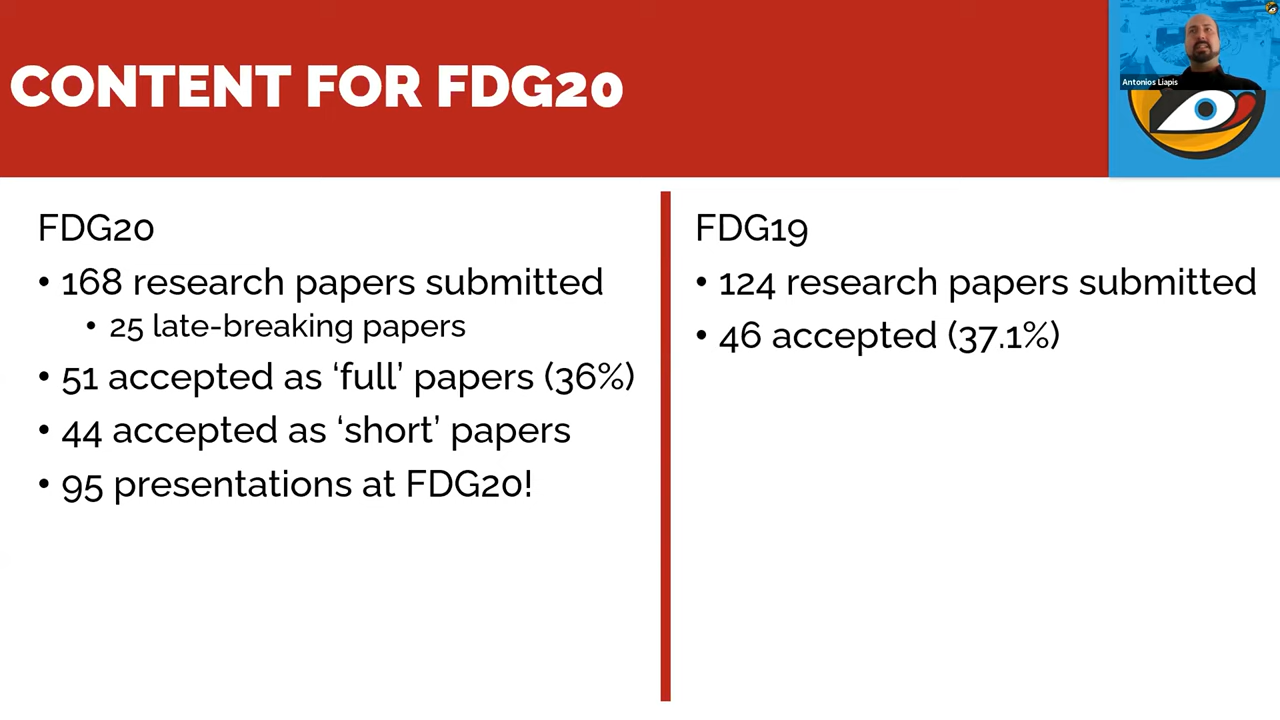 CONTENT FOR FDG20
Antonios Liapis
FDG20
• 168 research papers submitted
• 25 late-breaking papers
• 51 accepted as ‘full’ papers (36%)
• 44 accepted as ‘short’ papers
• 95 presentations at FDG20!
FDG19
• 124 research papers submitted
• 46 accepted (37.1%)